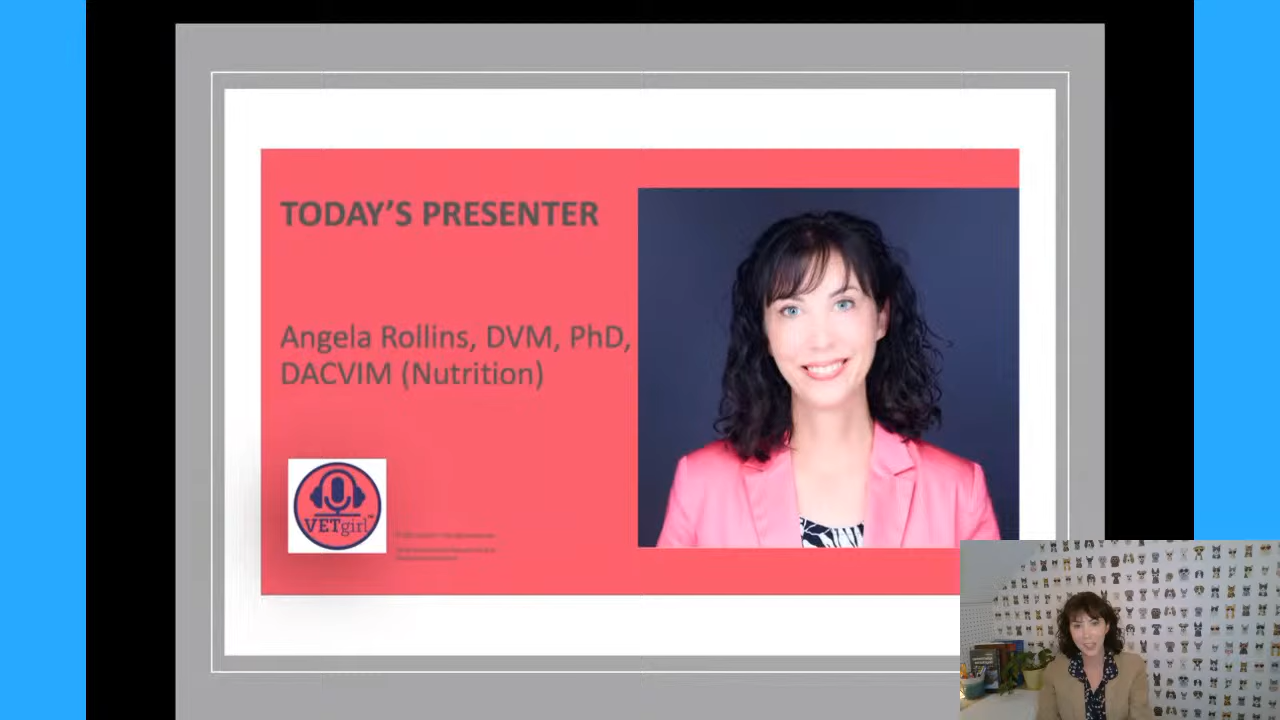 TODAY'S PRESENTER
Angela Rollins, DVM, PhD,
DACVIM (Nutrition)
VETgirl